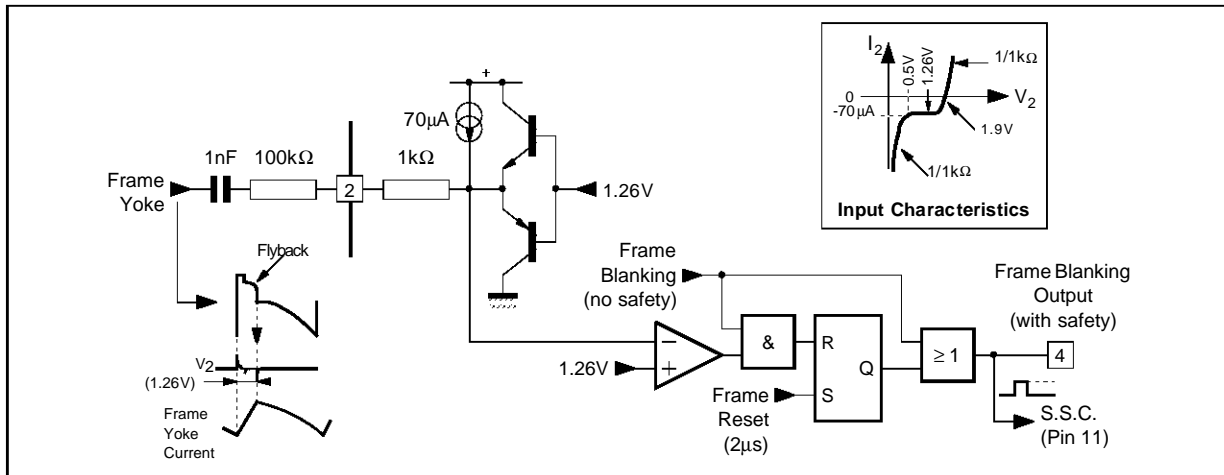 +
70µA
1nF
100kΩ
1kΩ
Frame
Yoke
2
1.26V
Flyback
V2
(1.26V)
Frame
Yoke
Current
I2
0.5V
1.26V
1/1kΩ
0
-70µA
V2
1.9V
1/1kΩ
Input Characteristics
Frame
Blanking
(no safety)
−
+
1.26V
&
R
S
Q
Frame
Reset
(2µs)
≥ 1
Frame Blanking
Output
(with safety)
4
S.S.C.
(Pin 11)